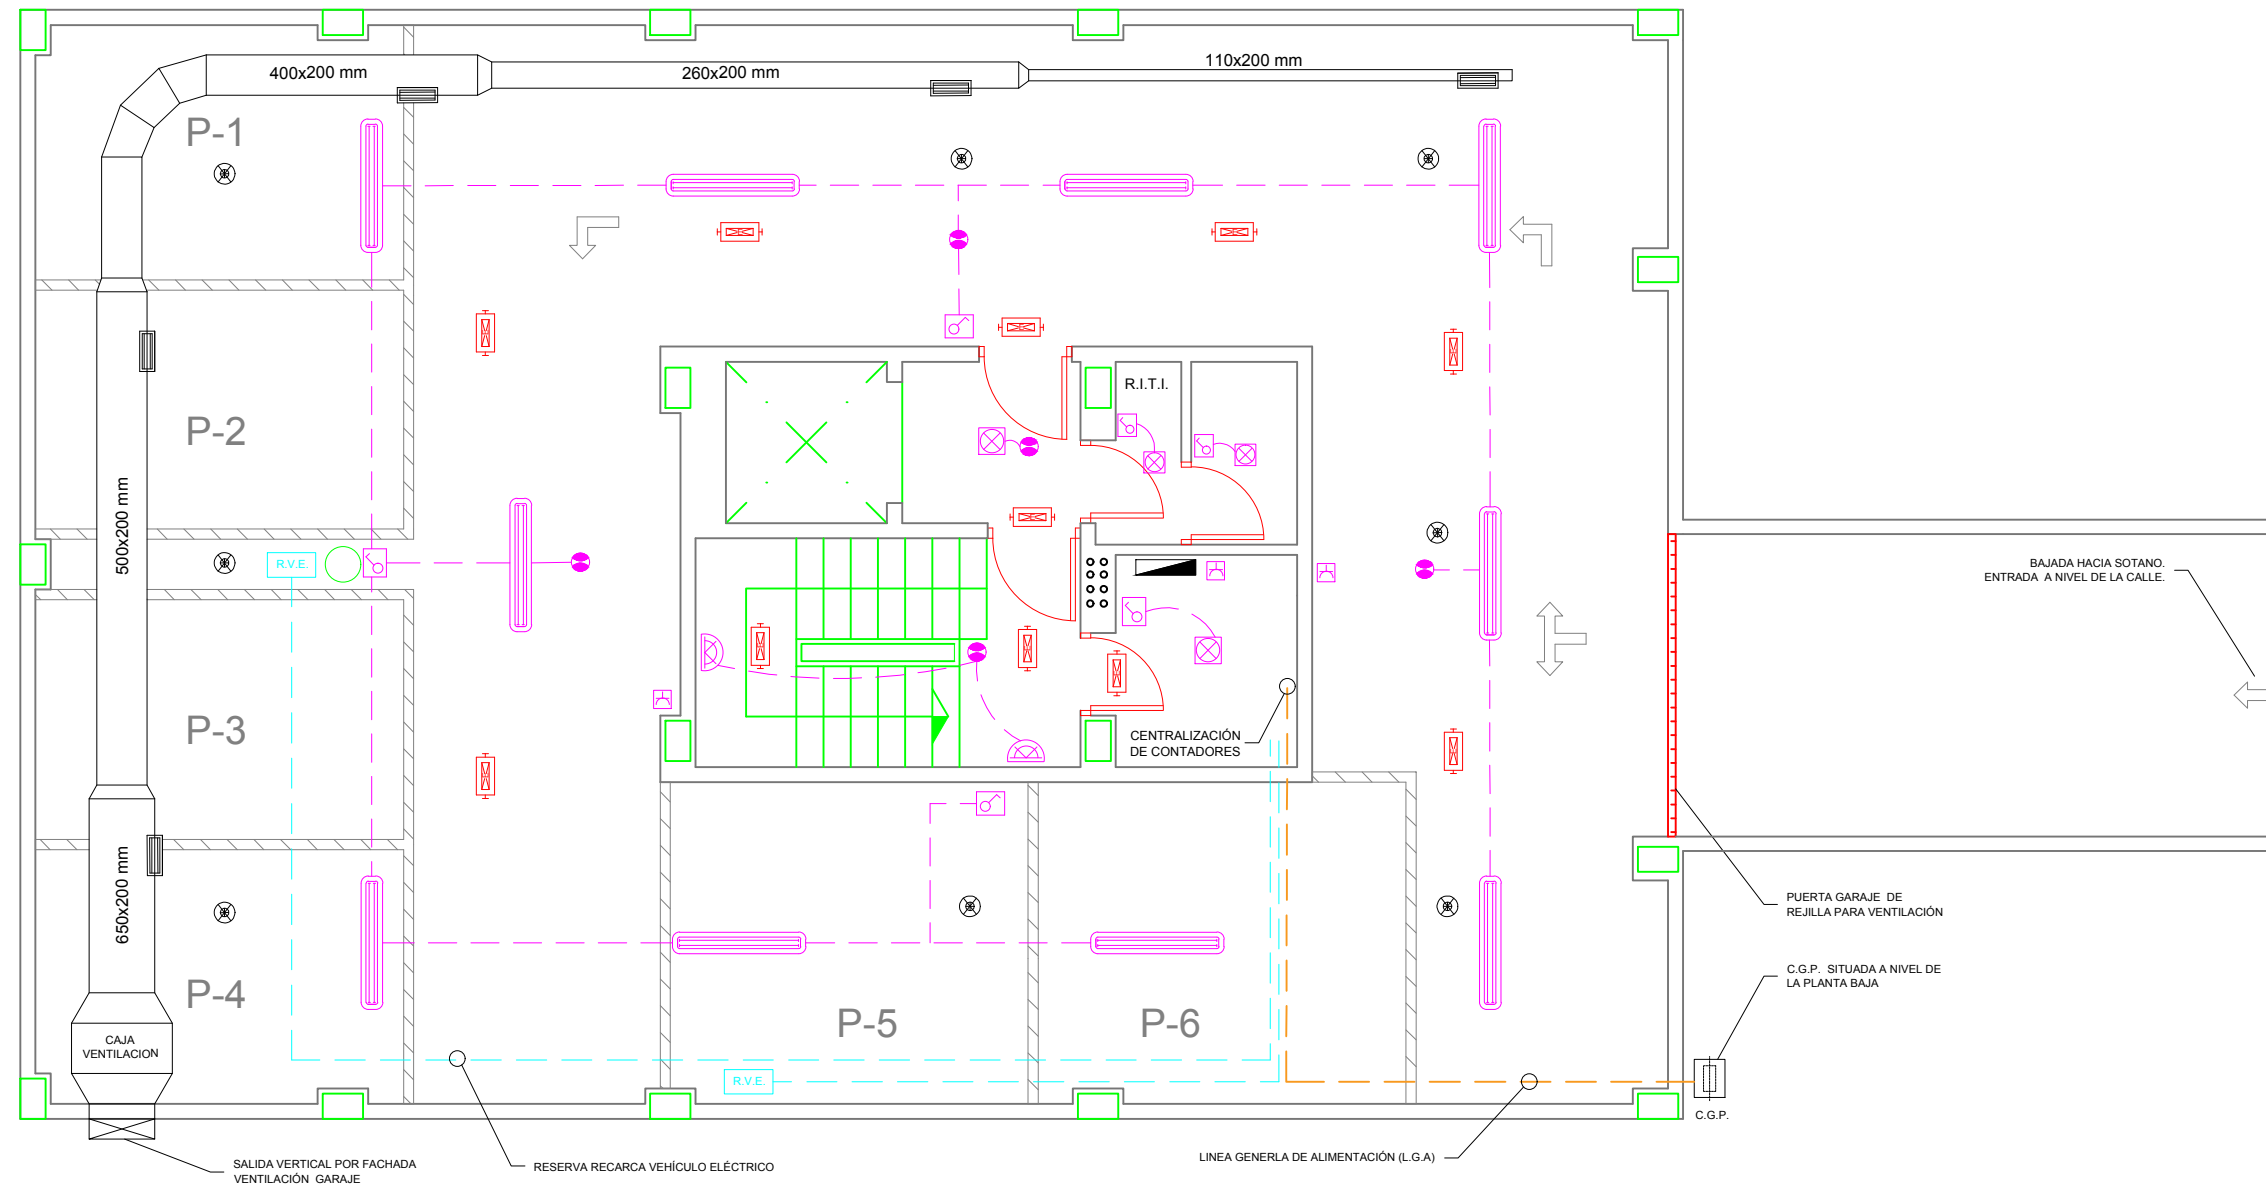 400x200 mm
260x200 mm
110x200 mm
P-1
R.I.T.I.
P-2
500x200 mm
R.V.E.
BAJADA HACIA SOTANO.
ENTRADA A NIVEL DE LA CALLE.
P-3
CENTRALIZACIÓN
DE CONTADORES
650x200 mm
PUERTA GARAJE DE
REJILLA PARA VENTILACIÓN
P-4
P-5
P-6
C.G.P. SITUADA A NIVEL DE
LA PLANTA BAJA
CAJA
VENTILACION
R.V.E.
C.G.P.
SALIDA VERTICAL POR FACHADA
VENTILACIÓN GARAJE
RESERVA RECARCA VEHÍCULO ELÉCTRICO
LINEA GENERLA DE ALIMENTACIÓN (L.G.A)